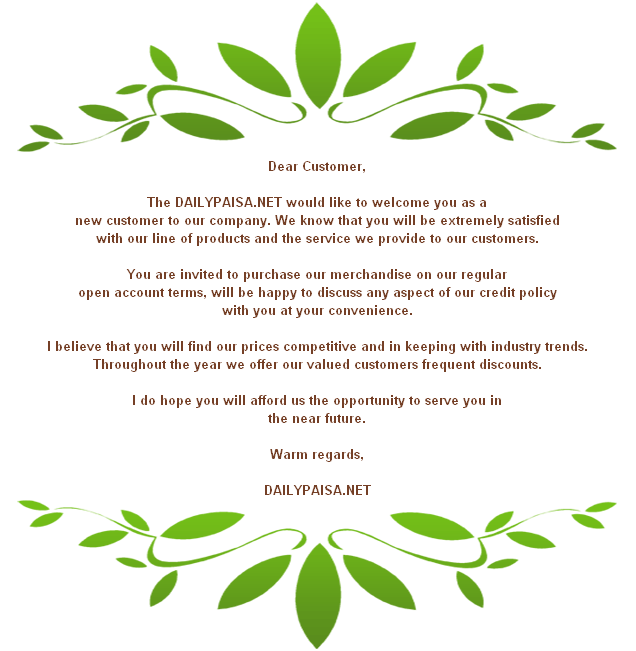 Dear Customer,
The DAILYPAISA.NET would like to welcome you as a
new customer to our company. We know that you will be extremely satisfied
with our line of products and the service we provide to our customers.
You are invited to purchase our merchandise on our regular
open account terms, will be happy to discuss any aspect of our credit policy
with you at your convenience.
I believe that you will find our prices competitive and in keeping with industry trends.
Throughout the year we offer our valued customers frequent discounts.
I do hope you will afford us the opportunity to serve you in
the near future.
Warm regards,
DAILYPAISA.NET